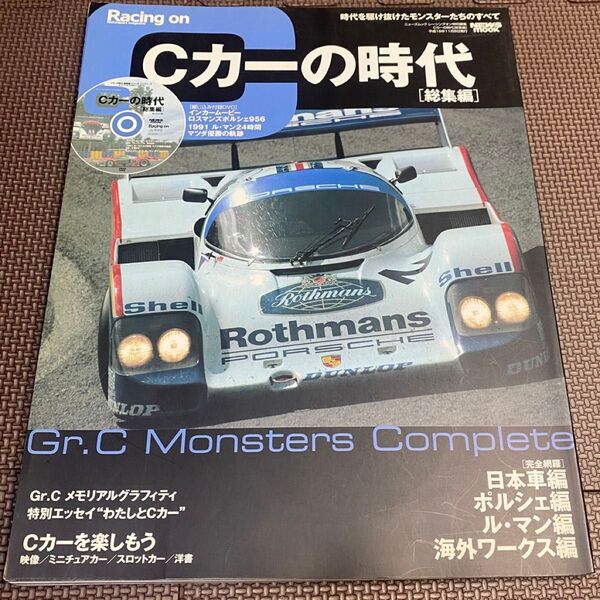 Racing on
時代を駆け抜けたモンスターたちのすべて
NEWS mook
Cカーの時代
[総集編]
Cカーの時代
[総集編]
Racing on
[綴じ込み付録DVD]
インカームービー
ロスマンズポルシェ956
1991 ル・マン24時間
マツダ優勝の軌跡
Rothmans
PORSCHE
Shell
Rothmans
Shell
Rothmans
PORSCHE
DUNLOP
DUNLOP
Gr.C Monsters Complete
[完全網羅]
日本車編
ポルシェ編
ル・マン編
海外ワークス編
Gr.C メモリアルグラフィティ
特別エッセイ“わたしとCカー”
Cカーを楽しもう
映像／ミニチュアカー／スロットカー／洋書